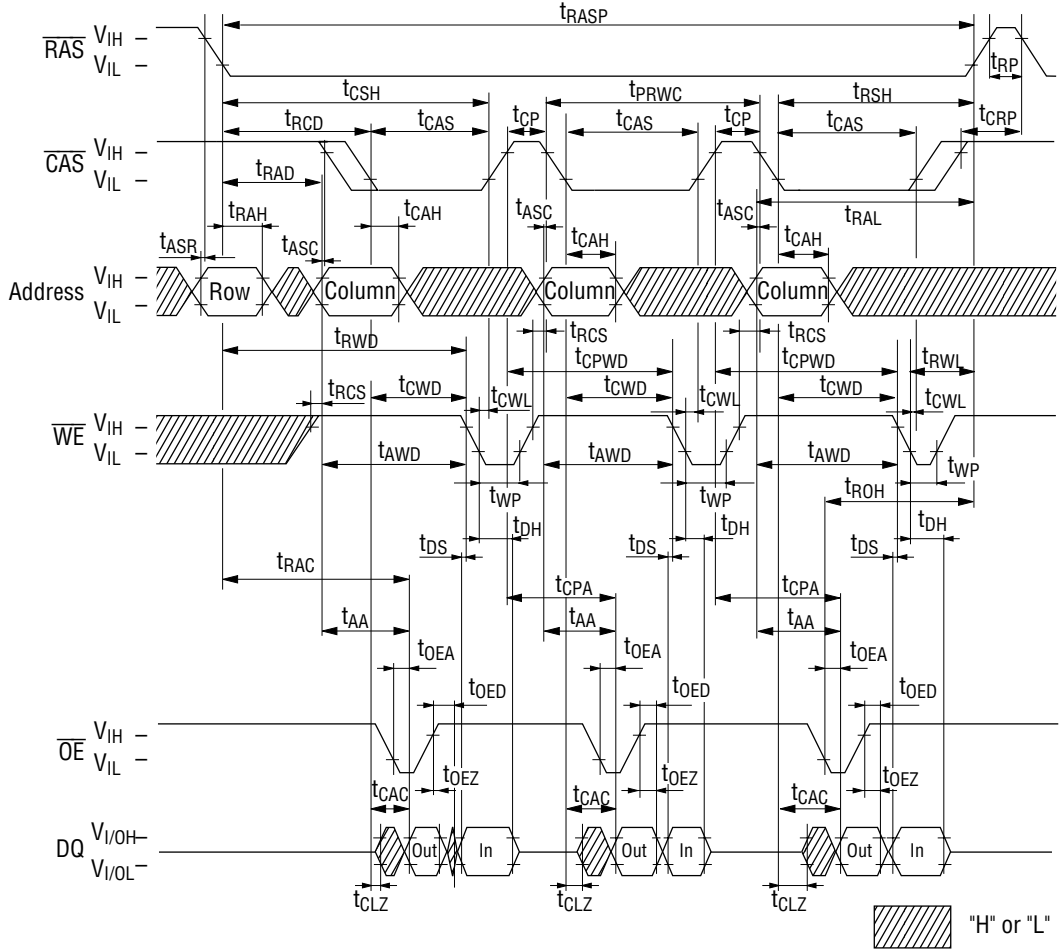 tRASP
RAS VIH
VIL
tRP
tCSH tPRWC tRSH
tRCD tCAS tCP tCAS tCP tCAS tCRP
CAS VIH
VIL
tRAD tRAL
tRAH tCAH tASC tASC
tASR tASC tCAH tCAH
Address VIH
VIL
Row Column Column Column
tRWD tRCS tRCS
tCPWD tCPWD tRWL
tRCS tCWD tCWL tCWD tCWL tCWD tCWL
WE VIH
VIL
tAWD tAWD tAWD
tWP tWP tROH tWP
tDS tDH tDS tDH tDS tDH
tRAC tCPA tCPA
tAA tAA tAA
tOEA tOEA tOEA
tOED tOED tOED
OE VIH
VIL
tOEZ tOEZ tOEZ
tCAC tCAC tCAC
DQ VI/OH
VI/OL
Out In Out In Out In
tCLZ tCLZ tCLZ
"H" or "L"